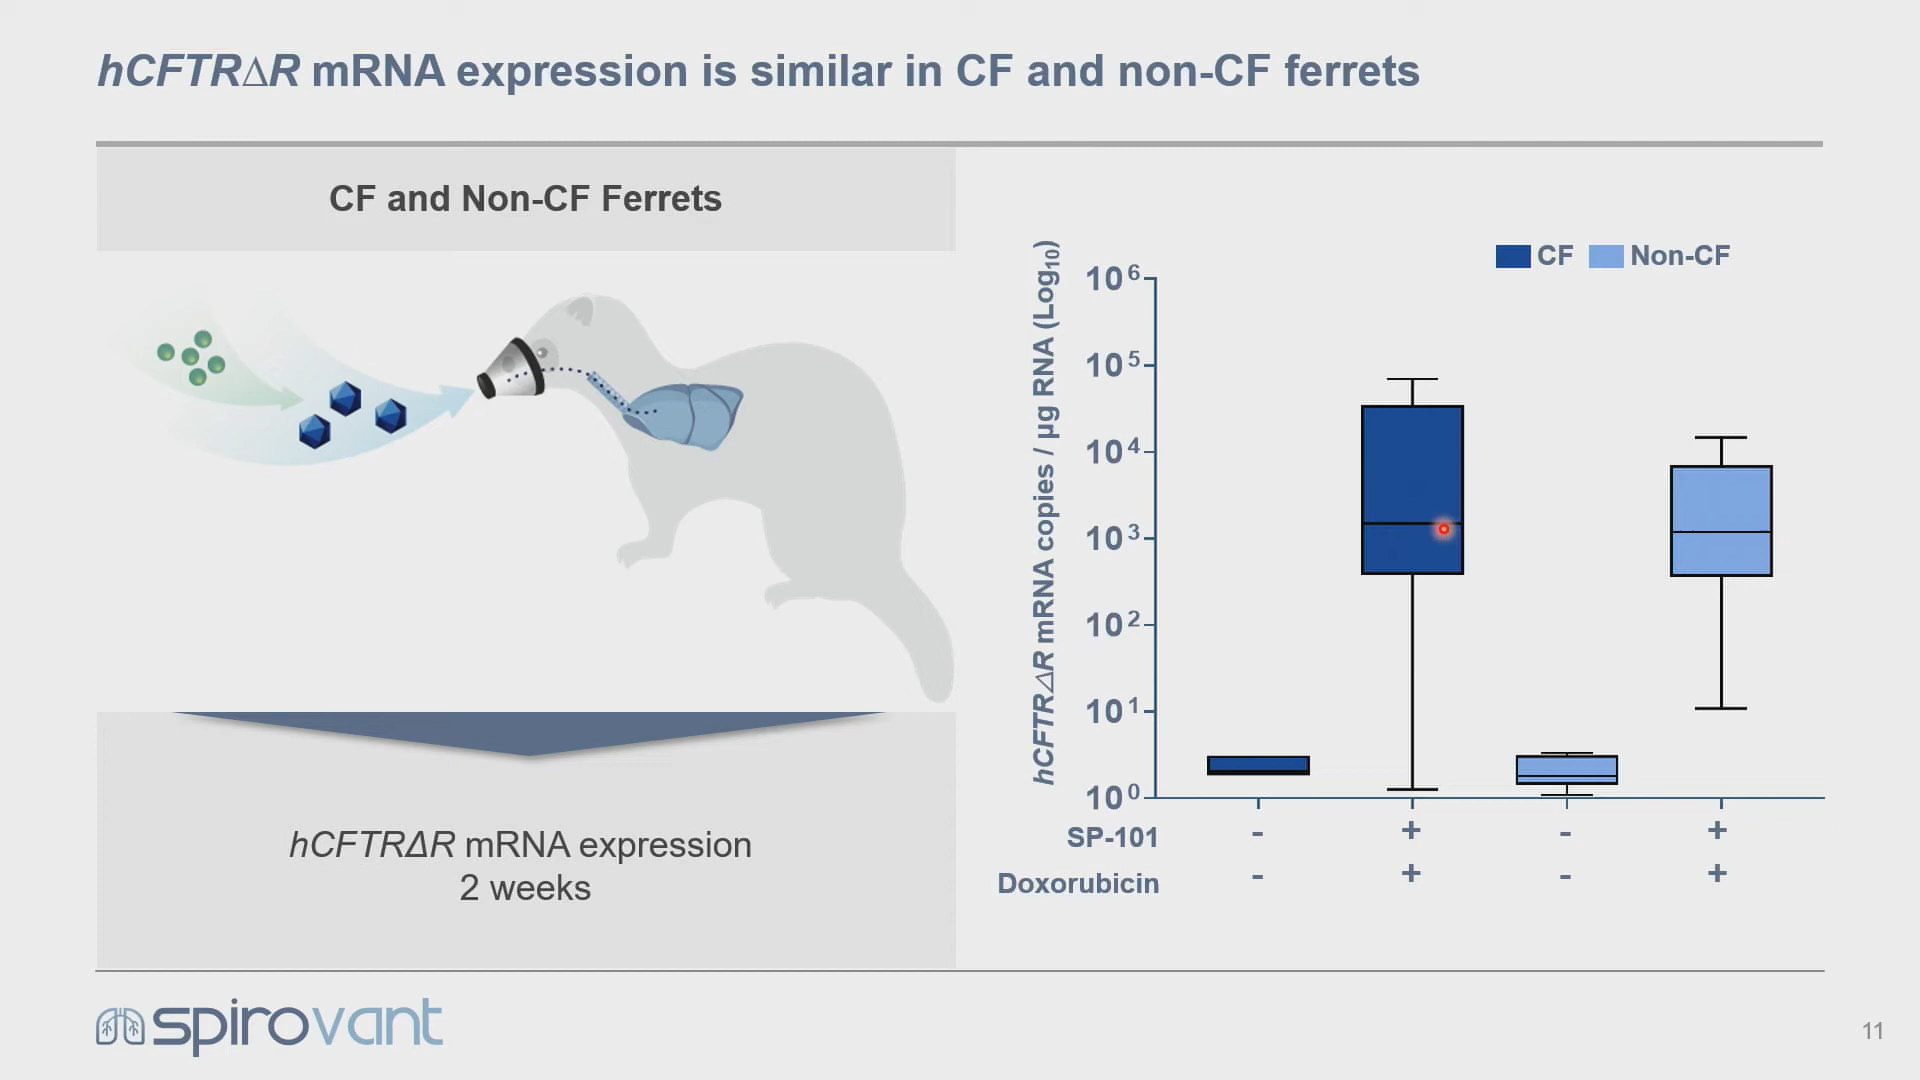 hCFTRΔR mRNA expression is similar in CF and non-CF ferrets
CF and Non-CF Ferrets
hCFTRΔR mRNA expression
2 weeks
hCFTRΔR mRNA copies / µg RNA (Log₁₀)
CF Non-CF
10⁶
10⁵
10⁴
10³
10²
10¹
10⁰
SP-101 - + - +
Doxorubicin - + - +
spirovant
11